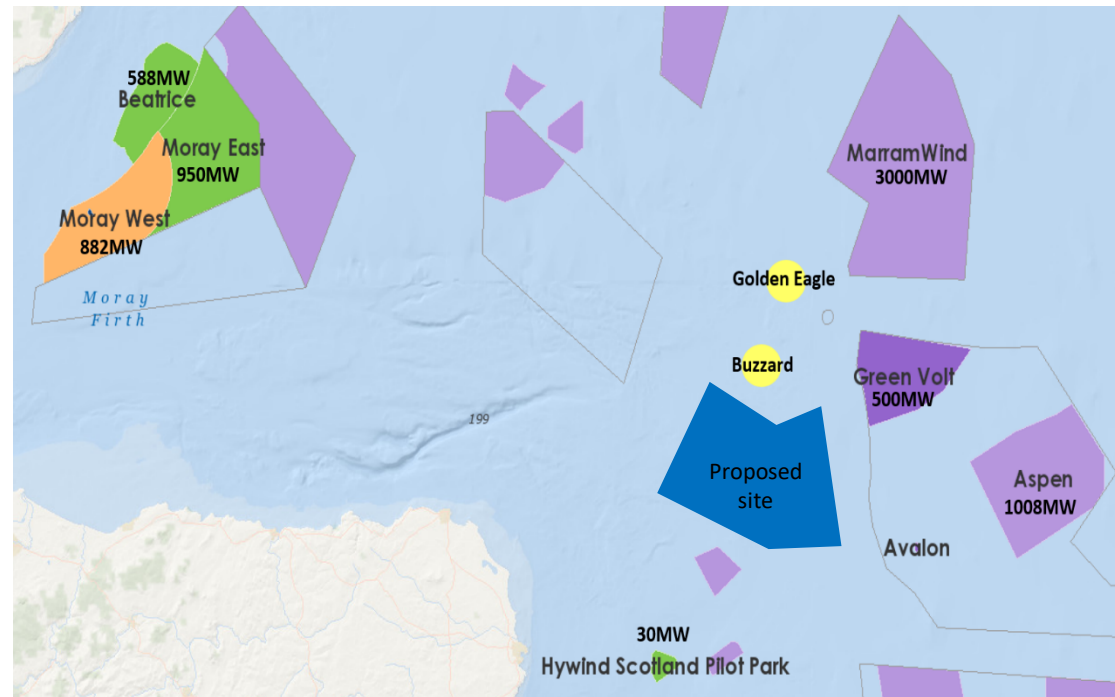 588MW
Beatrice
Moray East
950MW
Moray West
882MW
Moray
Firth
MarramWind
3000MW
Golden Eagle
Buzzard
Green Volt
500MW
199
Proposed
site
Aspen
1008MW
Avalon
30MW
Hywind Scotland Pilot Park